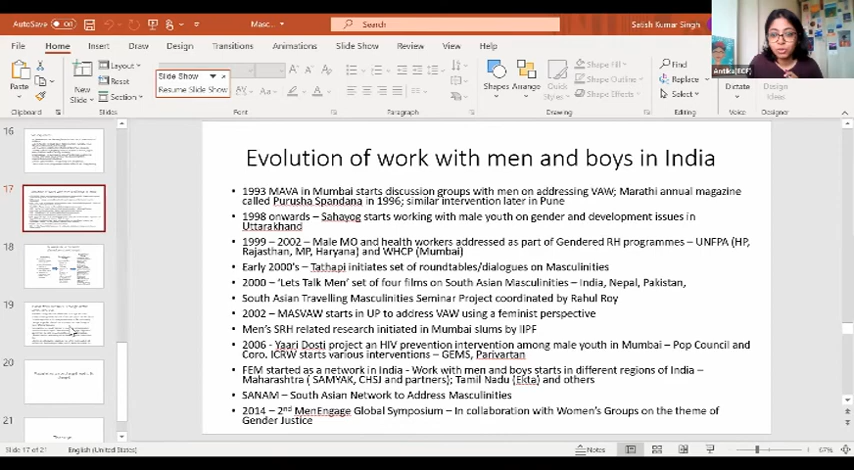 AutoSave Off
Masc...
Search
Satish Kumar Singh
File Home Insert Draw Design Transitions Animations Slide Show Review View Help
Paste
Clipboard
New Slide
Layout
Reset
Section
Slides
Slide Show
Resume Slide Show
Font
Paragraph
Shapes
Arrange
Quick Styles
Shape Fill
Shape Outline
Shape Effects
Drawing
Find
Replace
Select
Editing
Dictate
Voice
Design Ideas
Designer
16
17
18
19
20
21
Evolution of work with men and boys in India
• 1993 MAVA in Mumbai starts discussion groups with men on addressing VAW; Marathi annual magazine
called Purusha Spandana in 1996; similar intervention later in Pune
• 1998 onwards – Sahayog starts working with male youth on gender and development issues in
Uttarakhand
• 1999 – 2002 – Male MO and health workers addressed as part of Gendered RH programmes – UNFPA (HP,
Rajasthan, MP, Haryana) and WHCP (Mumbai)
• Early 2000's – Tathapi initiates set of roundtables/dialogues on Masculinities
• 2000 – 'Lets Talk Men' set of four films on South Asian Masculinities – India, Nepal, Pakistan,
• South Asian Travelling Masculinities Seminar Project coordinated by Rahul Roy
• 2002 – MASVAW starts in UP to address VAW using a feminist perspective
• Men's SRH related research initiated in Mumbai slums by IIPF
• 2006 - Yaari Dosti project an HIV prevention intervention among male youth in Mumbai – Pop Council and
Coro. ICRW starts various interventions – GEMS, Parivartan
• FEM started as a network in India - Work with men and boys starts in different regions of India –
Maharashtra ( SAMYAK, CHSJ and partners); Tamil Nadu (Ekta) and others
• SANAM – South Asian Network to Address Masculinities
• 2014 – 2nd MenEngage Global Symposium – In collaboration with Women's Groups on the theme of
Gender Justice
Slide 17 of 21
English (United States)
Notes
67%